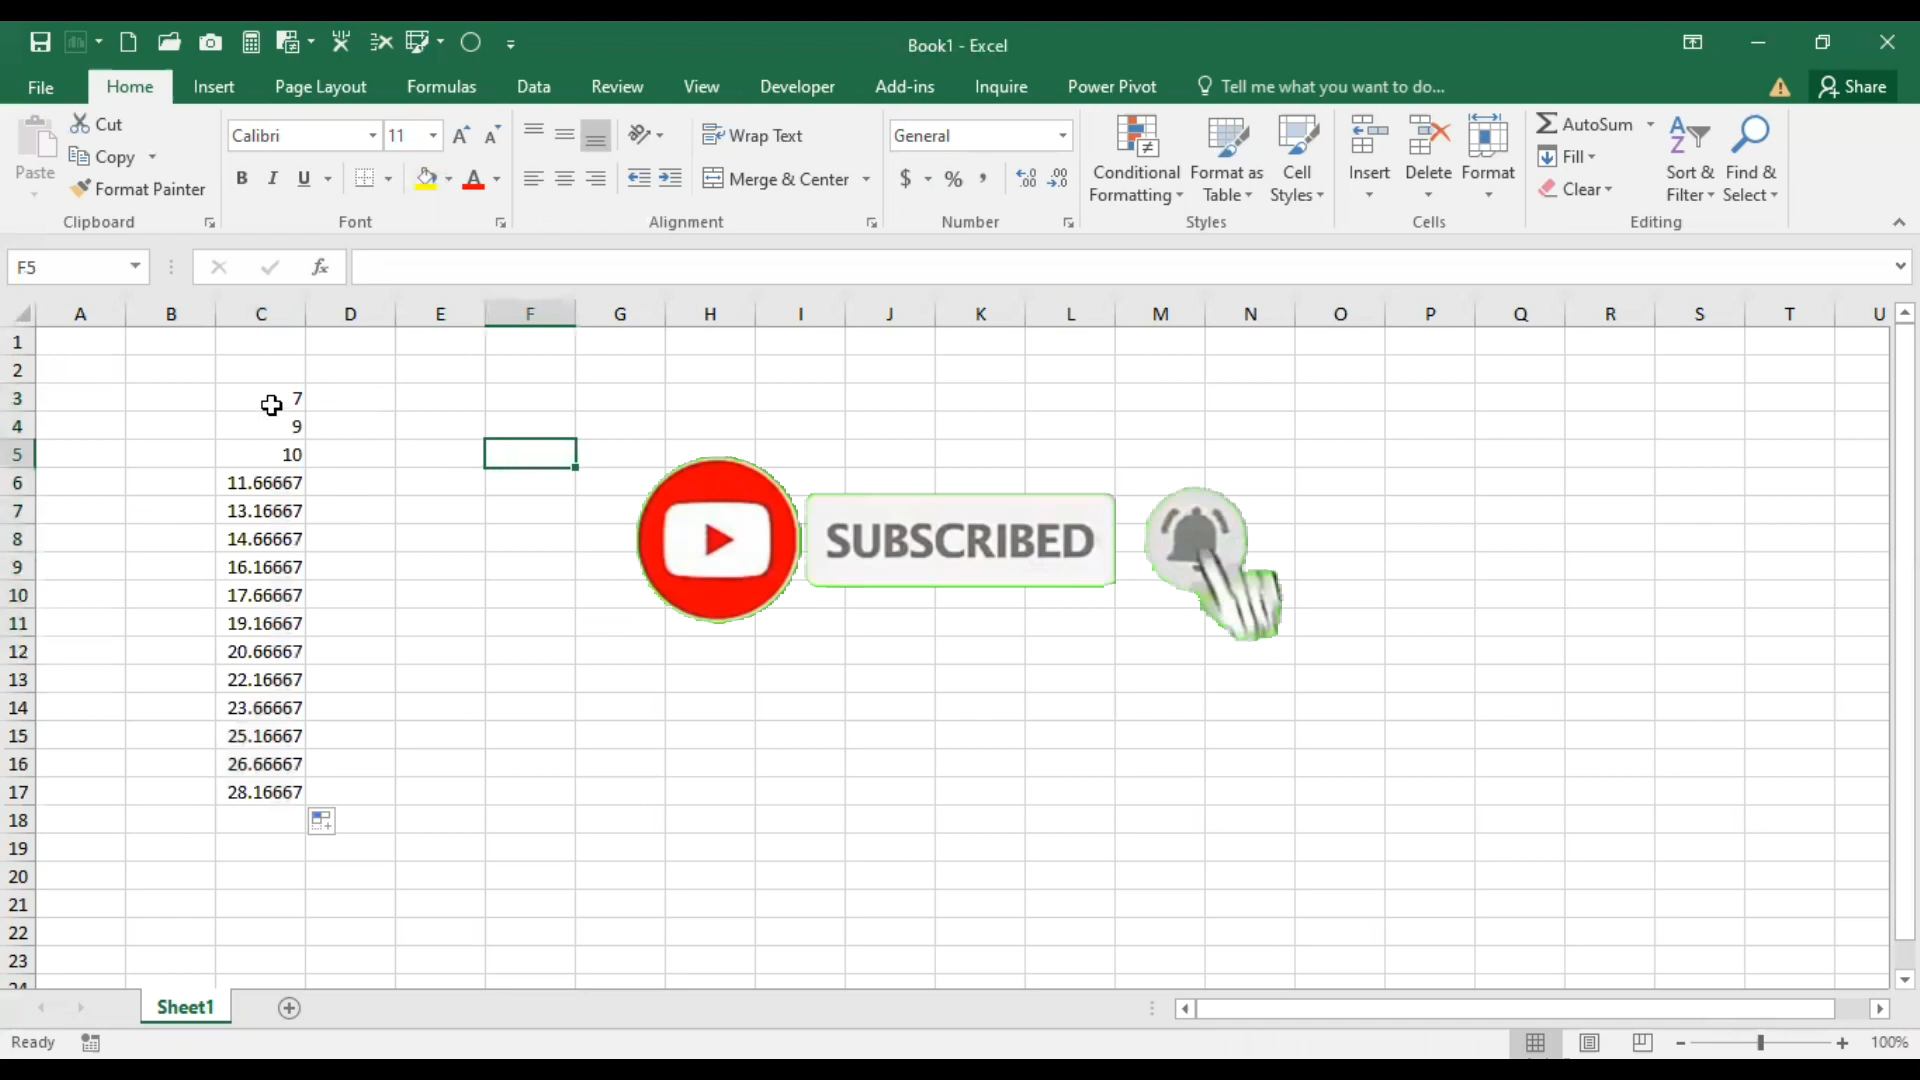 Book1 - Excel
File Home Insert Page Layout Formulas Data Review View Developer Add-ins Inquire Power Pivot Tell me what you want to do... Share
Paste
Cut
Copy
Format Painter
Clipboard
Calibri 11
B I U
Font
Wrap Text
Merge & Center
Alignment
General
$ % ,
Number
Conditional Formatting
Format as Table
Cell Styles
Styles
Insert Delete Format
Cells
AutoSum
Fill
Clear
Sort & Filter
Find & Select
Editing
F5 fx
A B C D E F G H I J K L M N O P Q R S T U
1
2
3 7
4 9
5 10
6 11.66667
7 13.16667
8 14.66667
9 16.16667
10 17.66667
11 19.16667
12 20.66667
13 22.16667
14 23.66667
15 25.16667
16 26.66667
17 28.16667
18
19
20
21
22
23
24
SUBSCRIBED
Sheet1
Ready 100%